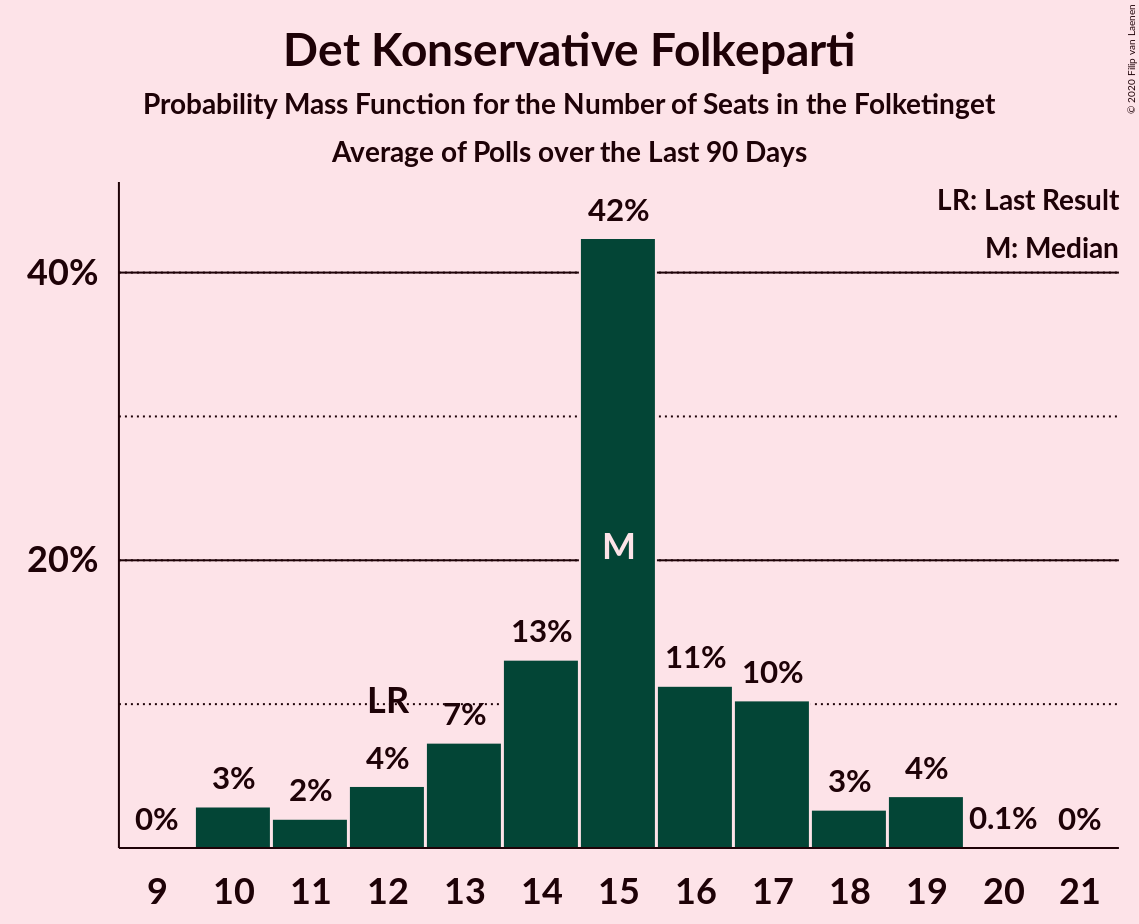 Det Konservative Folkeparti
Probability Mass Function for the Number of Seats in the Folketinget
Average of Polls over the Last 90 Days
© 2020 Filip van Laenen
LR: Last Result
M: Median
40%
20%
0%
3%
2%
LR
4%
7%
13%
42%
M
11%
10%
3%
4%
0.1%
0%
9 10 11 12 13 14 15 16 17 18 19 20 21